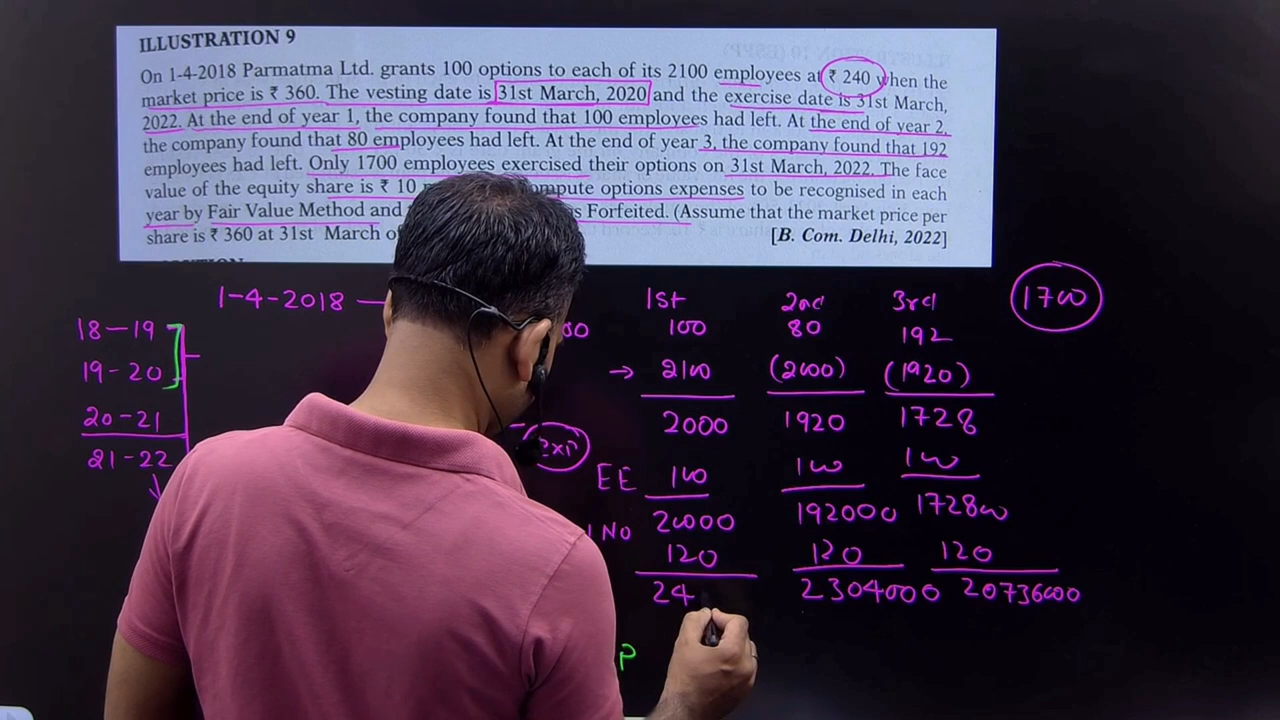 ILLUSTRATION 9
On 1-4-2018 Parmatma Ltd. grants 100 options to each of its 2100 employees at ₹ 240 when the
market price is ₹ 360. The vesting date is 31st March, 2020 and the exercise date is 31st March,
2022. At the end of year 1, the company found that 100 employees had left. At the end of year 2,
the company found that 80 employees had left. At the end of year 3, the company found that 192
employees had left. Only 1700 employees exercised their options on 31st March, 2022. The face
value of the equity share is ₹ 10 options expenses to be recognised in each
year by Fair Value Method and Forfeited. (Assume that the market price per
share is ₹ 360 at 31st March [B. Com. Delhi, 2022]
1-4-2018 — 1st 2nd 3rd 1700
18-19 100 80 192
19-20 → 2100 (2000) (1920)
20-21 2000 1920 1728
21-22 EE 100 100 100
NO 20000 192000 172800
120 120 120
24 2304000 20736000
P